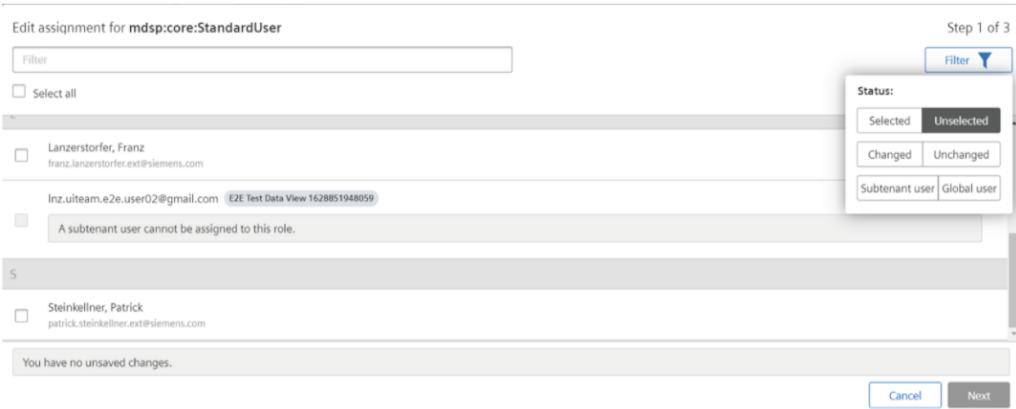 Edit assignment for mdsp:core:StandardUser
Step 1 of 3
Filter
Filter
Select all
Status:
Selected Unselected
Changed Unchanged
Subtenant user Global user
L
Lanzerstorfer, Franz
franz.lanzerstorfer.ext@siemens.com
lnz.uiteam.e2e.user02@gmail.com E2E Test Data View 1628851948059
A subtenant user cannot be assigned to this role.
S
Steinkellner, Patrick
patrick.steinkellner.ext@siemens.com
You have no unsaved changes.
Cancel Next